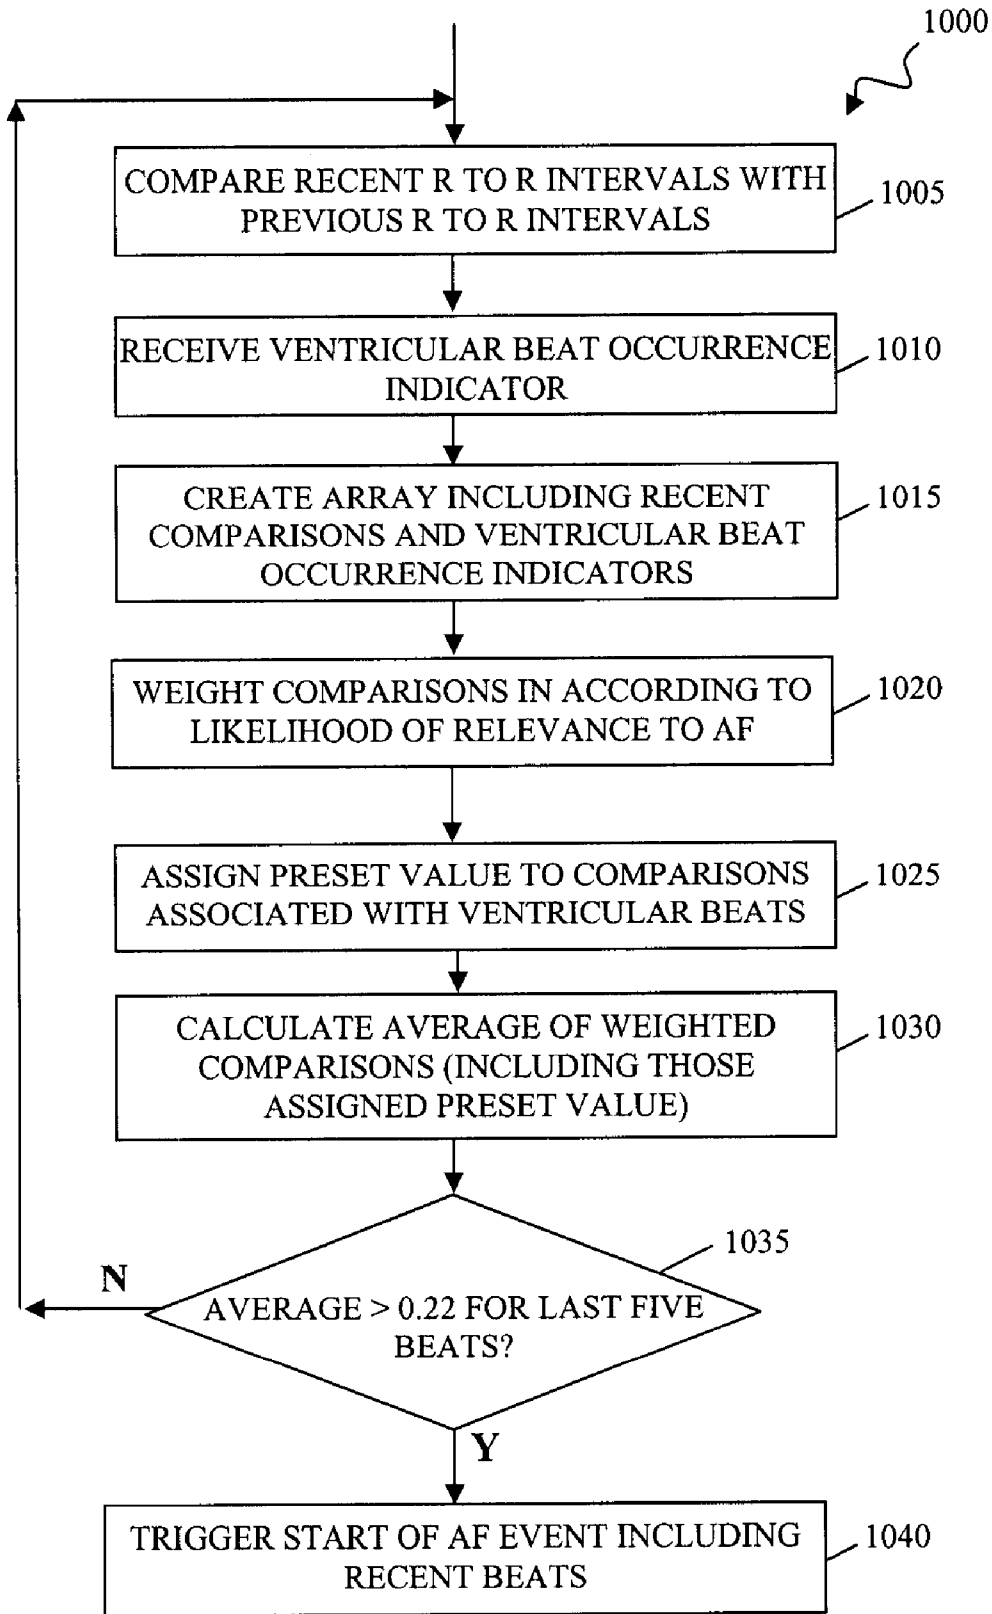 1000
COMPARE RECENT R TO R INTERVALS WITH
PREVIOUS R TO R INTERVALS
1005
RECEIVE VENTRICULAR BEAT OCCURRENCE
INDICATOR
1010
CREATE ARRAY INCLUDING RECENT
COMPARISONS AND VENTRICULAR BEAT
OCCURRENCE INDICATORS
1015
WEIGHT COMPARISONS IN ACCORDING TO
LIKELIHOOD OF RELEVANCE TO AF
1020
ASSIGN PRESET VALUE TO COMPARISONS
ASSOCIATED WITH VENTRICULAR BEATS
1025
CALCULATE AVERAGE OF WEIGHTED
COMPARISONS (INCLUDING THOSE
ASSIGNED PRESET VALUE)
1030
1035
N
AVERAGE > 0.22 FOR LAST FIVE
BEATS?
Y
TRIGGER START OF AF EVENT INCLUDING
RECENT BEATS
1040